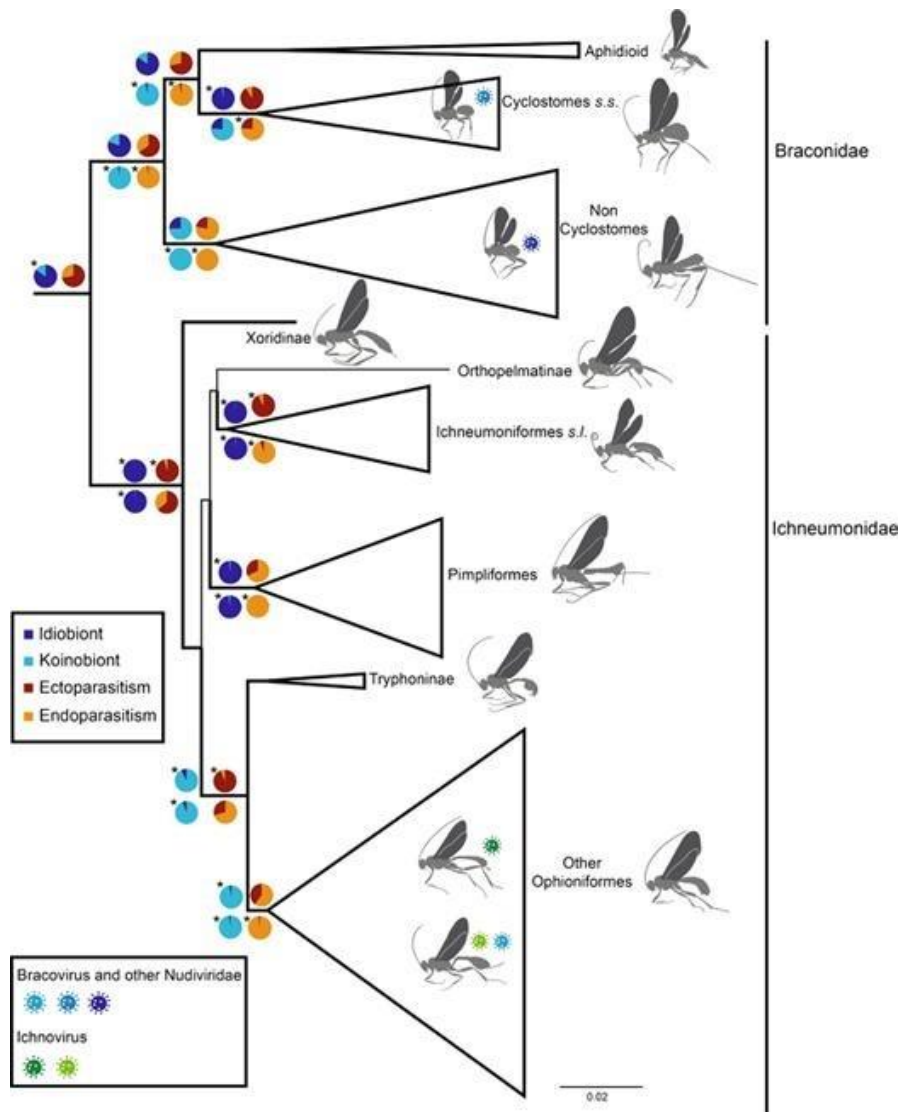 Aphidioid
Cyclostomes s.s.
Braconidae
Non
Cyclostomes
Xoridinae
Orthopelmatinae
Ichneumoniformes s.l.
Ichneumonidae
Pimpliformes
Idiobiont
Koinobiont
Ectoparasitism
Endoparasitism
Tryphoninae
Other
Ophioniformes
Bracovirus and other Nudiviridae
Ichnovirus
0.02